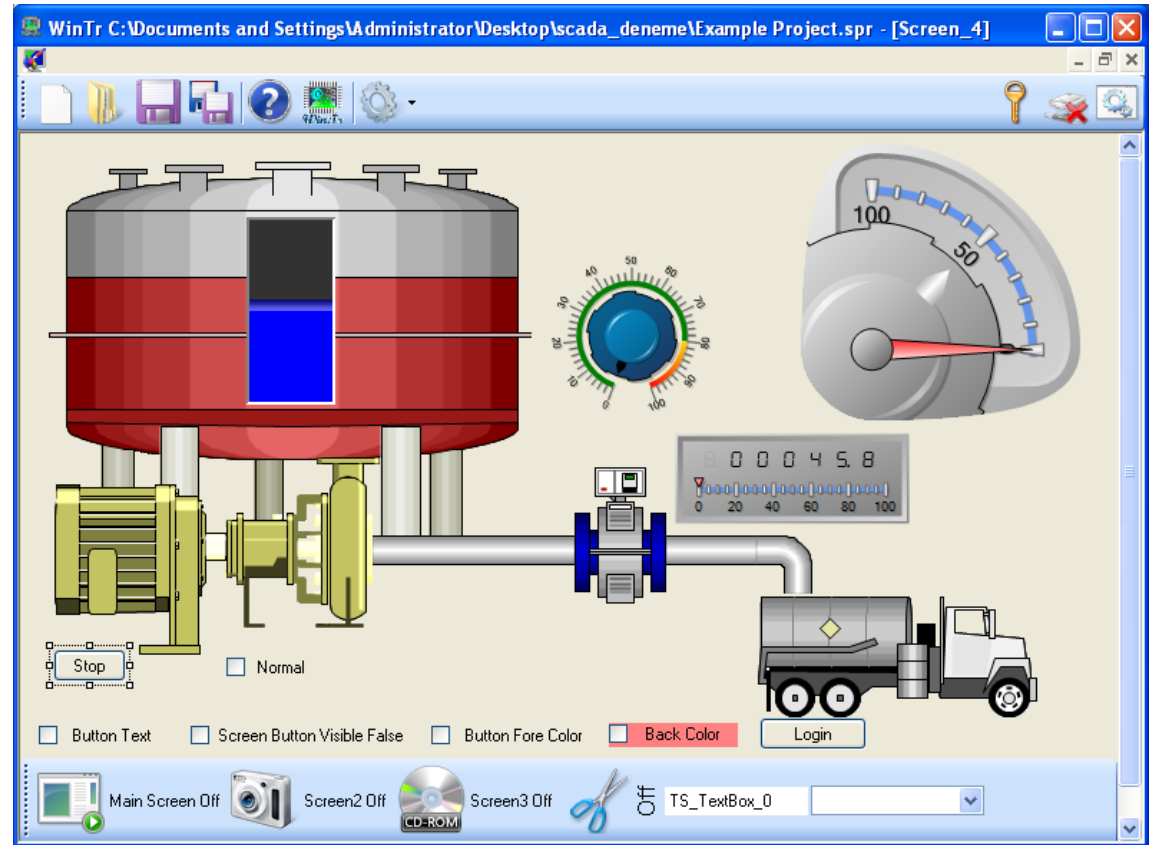 WinTr C:\Documents and Settings\Administrator\Desktop\scada_deneme\Example Project.spr - [Screen_4]
100
50
0 10 20 30 40 50 60 70 80 90 100
0 0 0 4 5.8
0 20 40 60 80 100
Stop
Normal
Button Text Screen Button Visible False Button Fore Color Back Color Login
Main Screen Off Screen2 Off CD-ROM Screen3 Off Off TS_TextBox_0